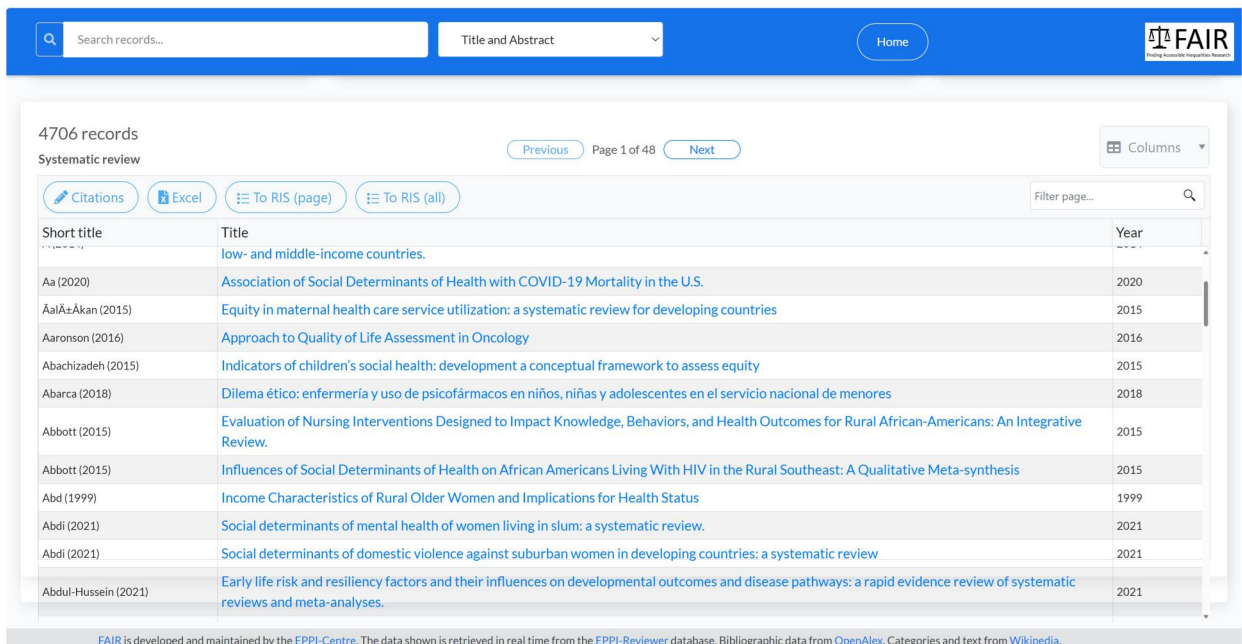 Search records...
Title and Abstract
Home
FAIR
Finding Accessible Inequalities Research
4706 records
Systematic review
Previous Page 1 of 48 Next
Columns
Citations Excel To RIS (page) To RIS (all)
Filter page...
Short title Title Year
low- and middle-income countries.
Aa (2020) Association of Social Determinants of Health with COVID-19 Mortality in the U.S. 2020
ÃalÄ±Åkan (2015) Equity in maternal health care service utilization: a systematic review for developing countries 2015
Aaronson (2016) Approach to Quality of Life Assessment in Oncology 2016
Abachizadeh (2015) Indicators of children’s social health: development a conceptual framework to assess equity 2015
Abarca (2018) Dilema ético: enfermería y uso de psicofármacos en niños, niñas y adolescentes en el servicio nacional de menores 2018
Abbott (2015) Evaluation of Nursing Interventions Designed to Impact Knowledge, Behaviors, and Health Outcomes for Rural African-Americans: An Integrative
Review. 2015
Abbott (2015) Influences of Social Determinants of Health on African Americans Living With HIV in the Rural Southeast: A Qualitative Meta-synthesis 2015
Abd (1999) Income Characteristics of Rural Older Women and Implications for Health Status 1999
Abdi (2021) Social determinants of mental health of women living in slum: a systematic review. 2021
Abdi (2021) Social determinants of domestic violence against suburban women in developing countries: a systematic review 2021
Abdul-Hussein (2021) Early life risk and resiliency factors and their influences on developmental outcomes and disease pathways: a rapid evidence review of systematic
reviews and meta-analyses. 2021
FAIR is developed and maintained by the EPPI-Centre. The data shown is retrieved in real time from the EPPI-Reviewer database. Bibliographic data from OpenAlex. Categories and text from Wikipedia.